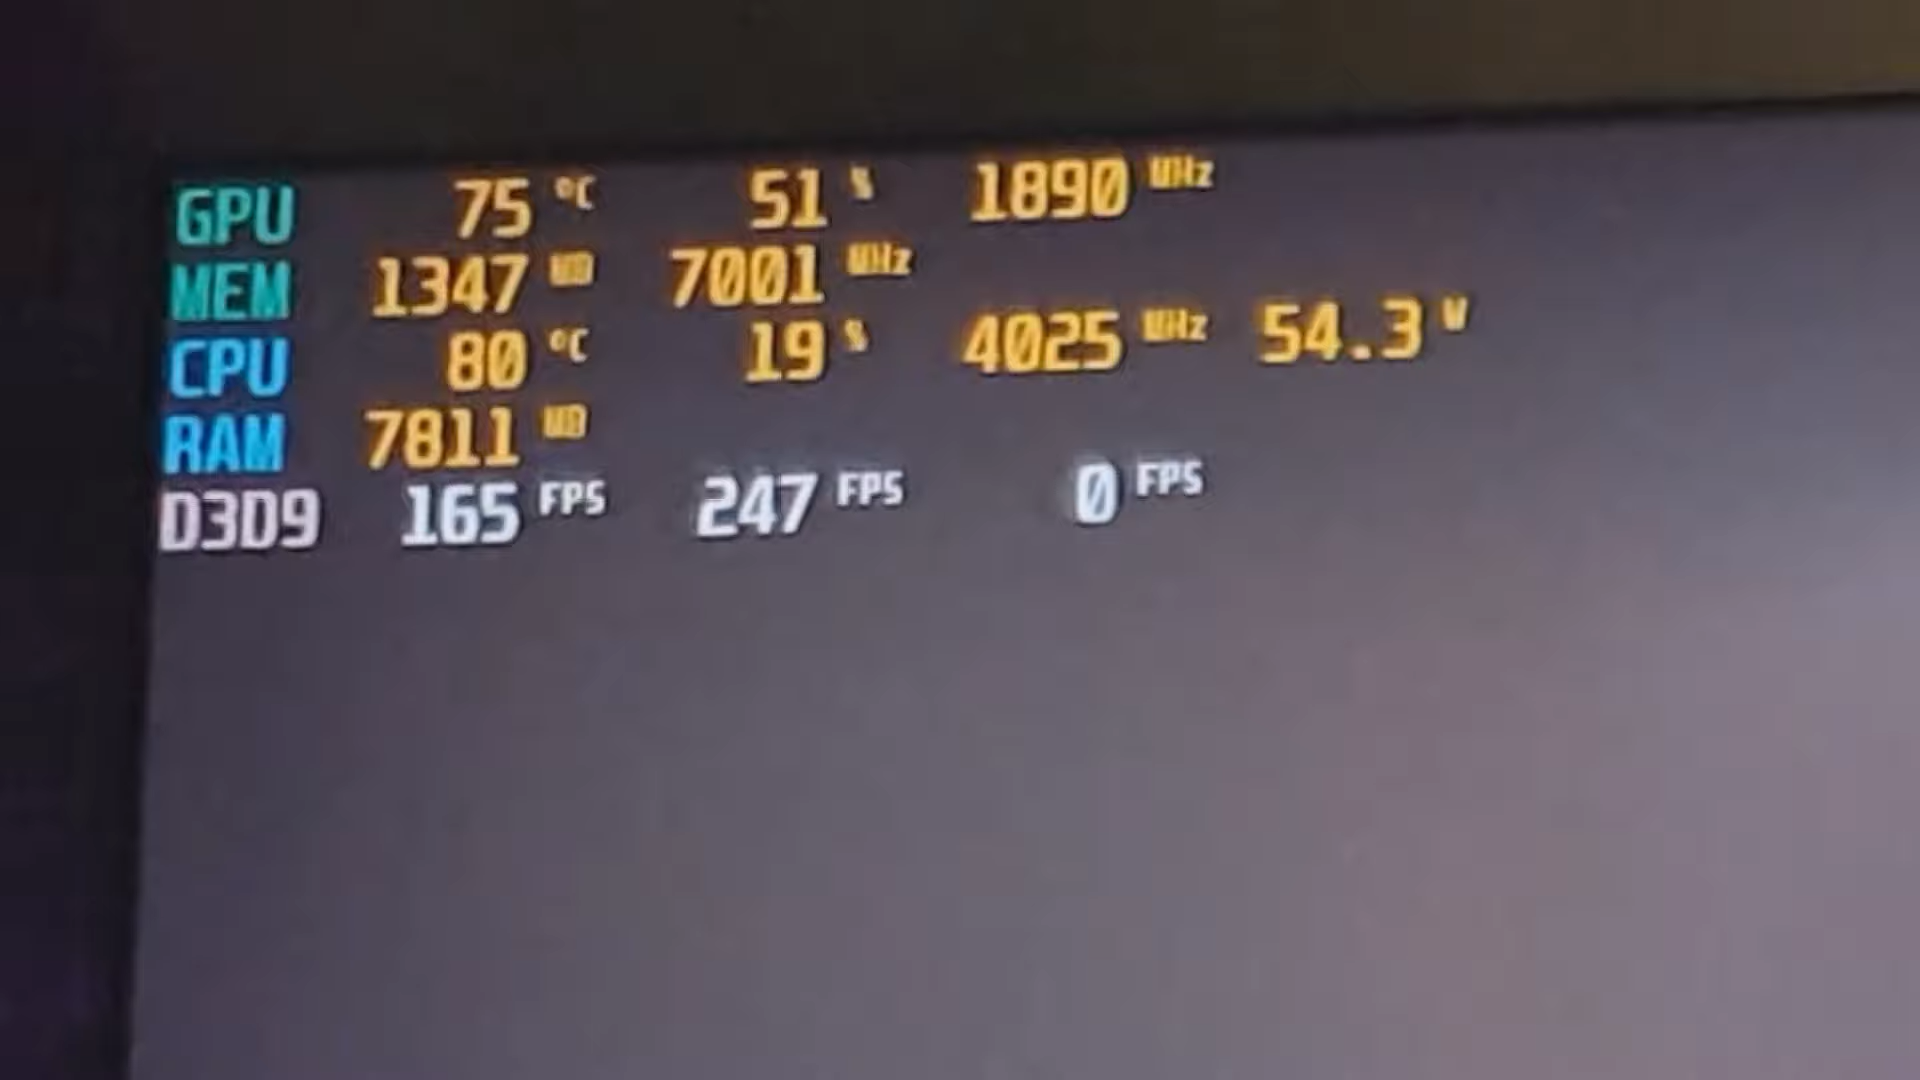 GPU 75 °C 51 % 1890 MHz
MEM 1347 MB 7001 MHz
CPU 80 °C 19 % 4025 MHz 54.3 W
RAM 7811 MB
D3D9 165 FPS 247 FPS 0 FPS